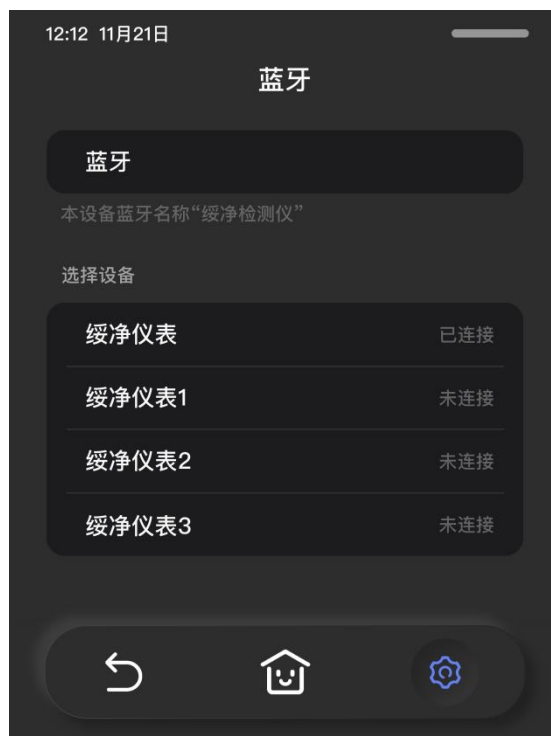 12:12 11月21日
蓝牙
蓝牙
本设备蓝牙名称“绥净检测仪”
选择设备
绥净仪表 已连接
绥净仪表1 未连接
绥净仪表2 未连接
绥净仪表3 未连接